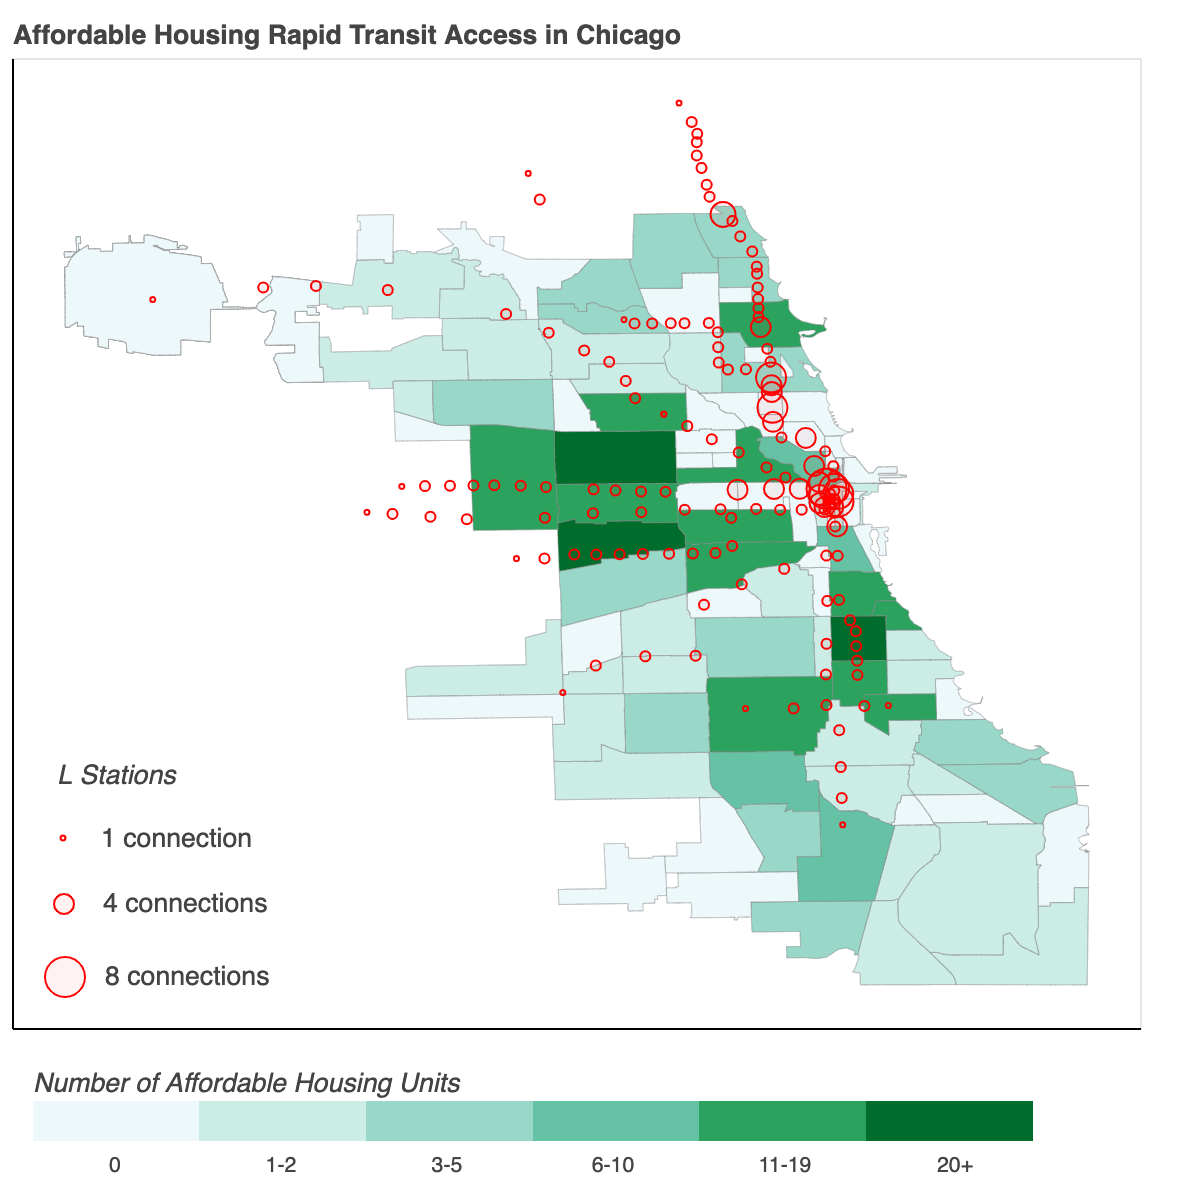 Affordable Housing Rapid Transit Access in Chicago
L Stations
1 connection
4 connections
8 connections
Number of Affordable Housing Units
0 1-2 3-5 6-10 11-19 20+